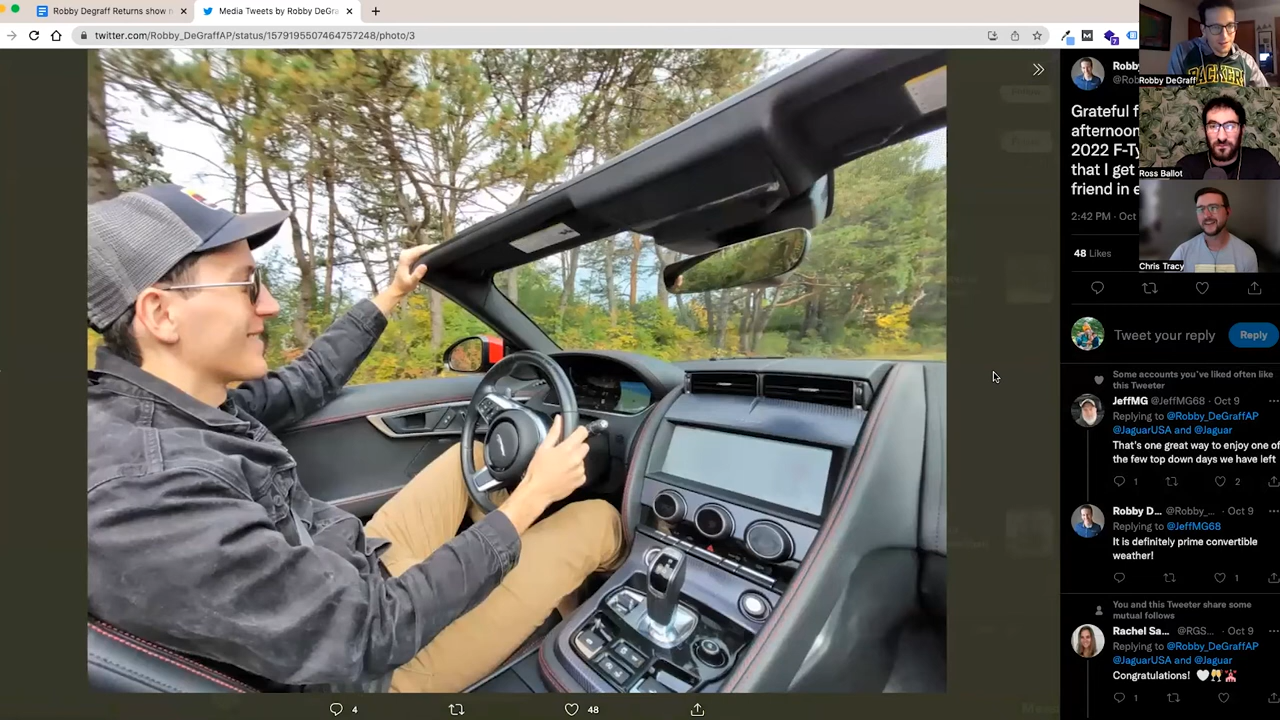 Robby Degraff Returns show n
Media Tweets by Robby DeGra
twitter.com/Robby_DeGraffAP/status/1579195507464757248/photo/3
PACKERS
Robby DeGraff
Ross Ballot
Chris Tracy
Robby
@Rob
Grateful f
afternoon
2022 F-Ty
that I get
friend in e
2:42 PM · Oct
48 Likes
Tweet your reply
Reply
Some accounts you've liked often like
this Tweeter
JeffMG @JeffMG68 · Oct 9
Replying to @Robby_DeGraffAP
@JaguarUSA and @Jaguar
That's one great way to enjoy one of
the few top down days we have left
1
2
Robby D... @Robby_... · Oct 9
Replying to @JeffMG68
It is definitely prime convertible
weather!
1
You and this Tweeter share some
mutual follows
Rachel Sa... @RGS... · Oct 9
Replying to @Robby_DeGraffAP
@JaguarUSA and @Jaguar
Congratulations! 🤍🥂💒
1
4
48